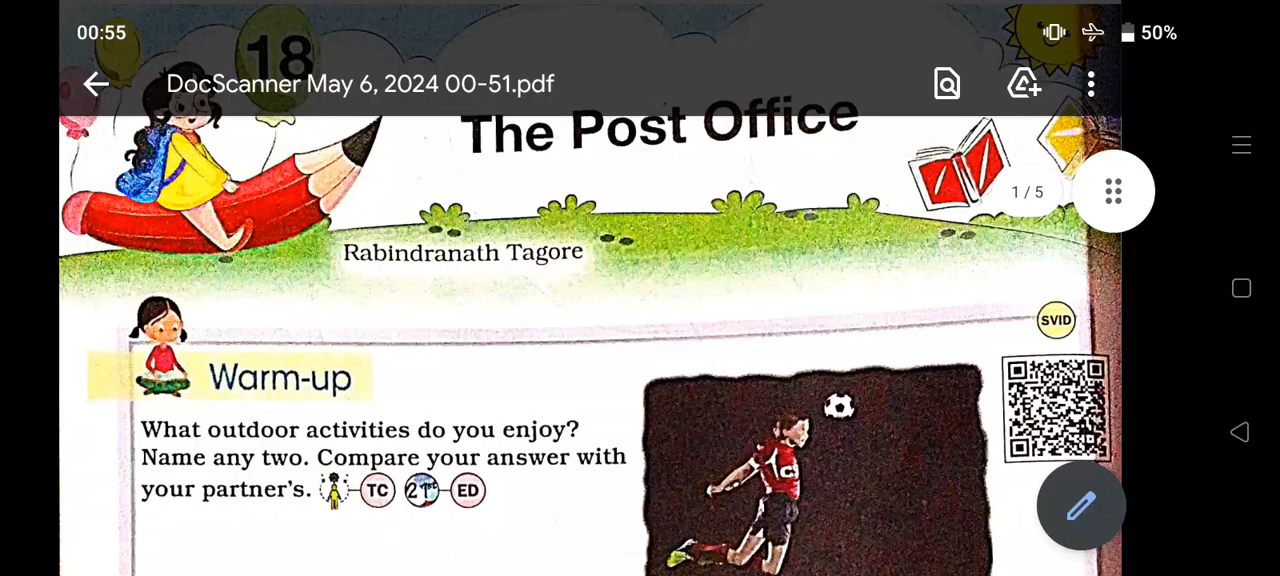 00:55
50%
18
DocScanner May 6, 2024 00-51.pdf
The Post Office
1 / 5
Rabindranath Tagore
SVID
Warm-up
What outdoor activities do you enjoy?
Name any two. Compare your answer with
your partner's. TC 21st ED